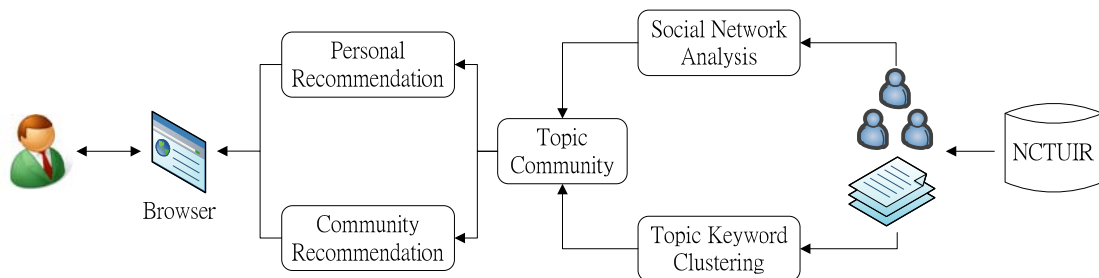 Personal
Recommendation
Social Network
Analysis
Topic
Community
NCTUIR
Browser
Community
Recommendation
Topic Keyword
Clustering